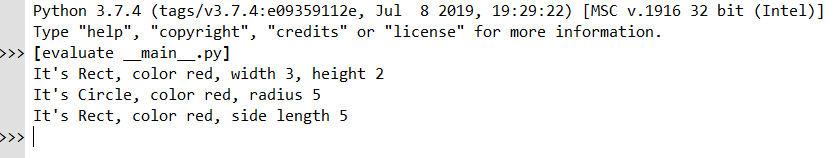 Python 3.7.4 (tags/v3.7.4:e09359112e, Jul  8 2019, 19:29:22) [MSC v.1916 32 bit (Intel)]
Type "help", "copyright", "credits" or "license" for more information.
>>> [evaluate __main__.py]
It's Rect, color red, width 3, height 2
It's Circle, color red, radius 5
It's Rect, color red, side length 5
>>>